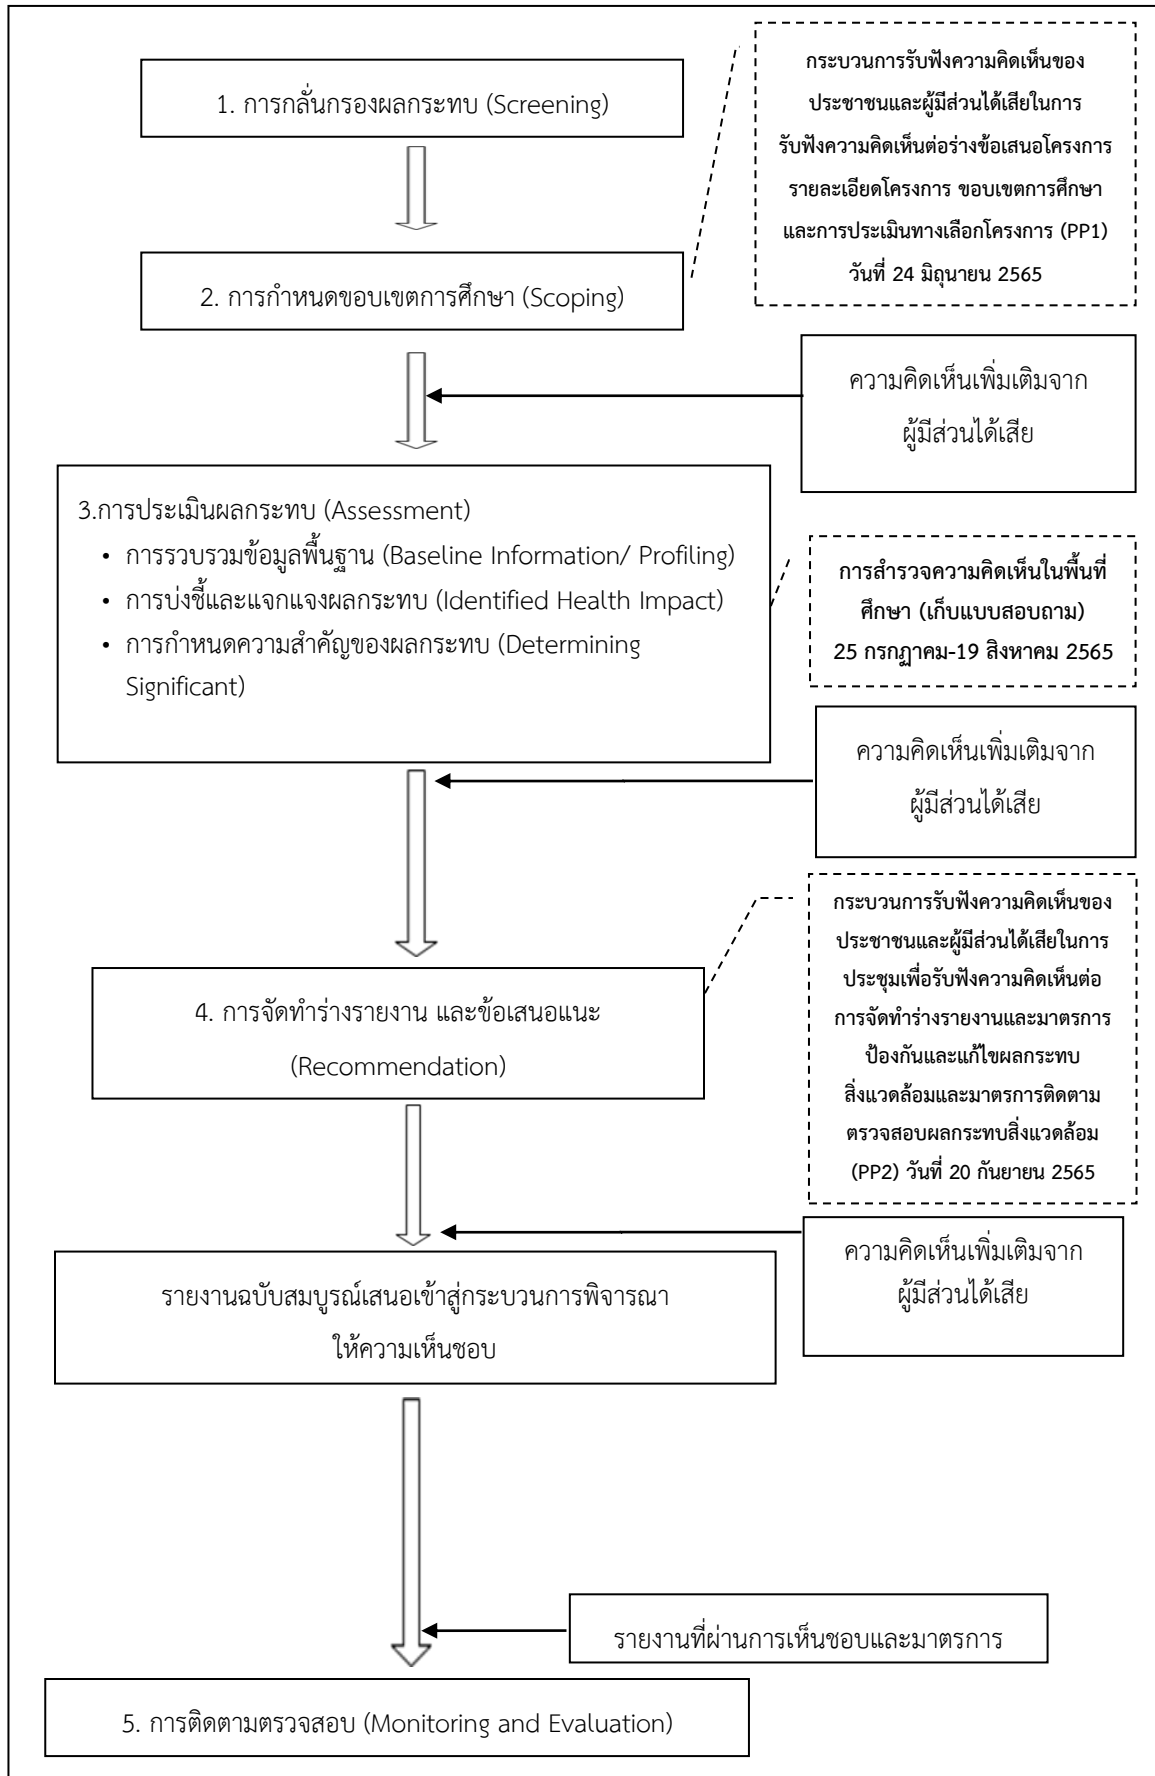 1. การกลั่นกรองผลกระทบ (Screening)
กระบวนการรับฟังความคิดเห็นของ
ประชาชนและผู้มีส่วนได้เสียในการ
รับฟังความคิดเห็นต่อร่างข้อเสนอโครงการ
รายละเอียดโครงการ ขอบเขตการศึกษา
และการประเมินทางเลือกโครงการ (PP1)
วันที่ 24 มิถุนายน 2565
2. การกำหนดขอบเขตการศึกษา (Scoping)
ความคิดเห็นเพิ่มเติมจาก
ผู้มีส่วนได้เสีย
3.การประเมินผลกระทบ (Assessment)
• การรวบรวมข้อมูลพื้นฐาน (Baseline Information/ Profiling)
• การบ่งชี้และแจกแจงผลกระทบ (Identified Health Impact)
• การกำหนดความสำคัญของผลกระทบ (Determining
Significant)
การสำรวจความคิดเห็นในพื้นที่
ศึกษา (เก็บแบบสอบถาม)
25 กรกฏาคม-19 สิงหาคม 2565
ความคิดเห็นเพิ่มเติมจาก
ผู้มีส่วนได้เสีย
4. การจัดทำร่างรายงาน และข้อเสนอแนะ
(Recommendation)
กระบวนการรับฟังความคิดเห็นของ
ประชาชนและผู้มีส่วนได้เสียในการ
ประชุมเพื่อรับฟังความคิดเห็นต่อ
การจัดทำร่างรายงานและมาตรการ
ป้องกันและแก้ไขผลกระทบ
สิ่งแวดล้อมและมาตรการติดตาม
ตรวจสอบผลกระทบสิ่งแวดล้อม
(PP2) วันที่ 20 กันยายน 2565
ความคิดเห็นเพิ่มเติมจาก
ผู้มีส่วนได้เสีย
รายงานฉบับสมบูรณ์เสนอเข้าสู่กระบวนการพิจารณา
ให้ความเห็นชอบ
รายงานที่ผ่านการเห็นชอบและมาตรการ
5. การติดตามตรวจสอบ (Monitoring and Evaluation)